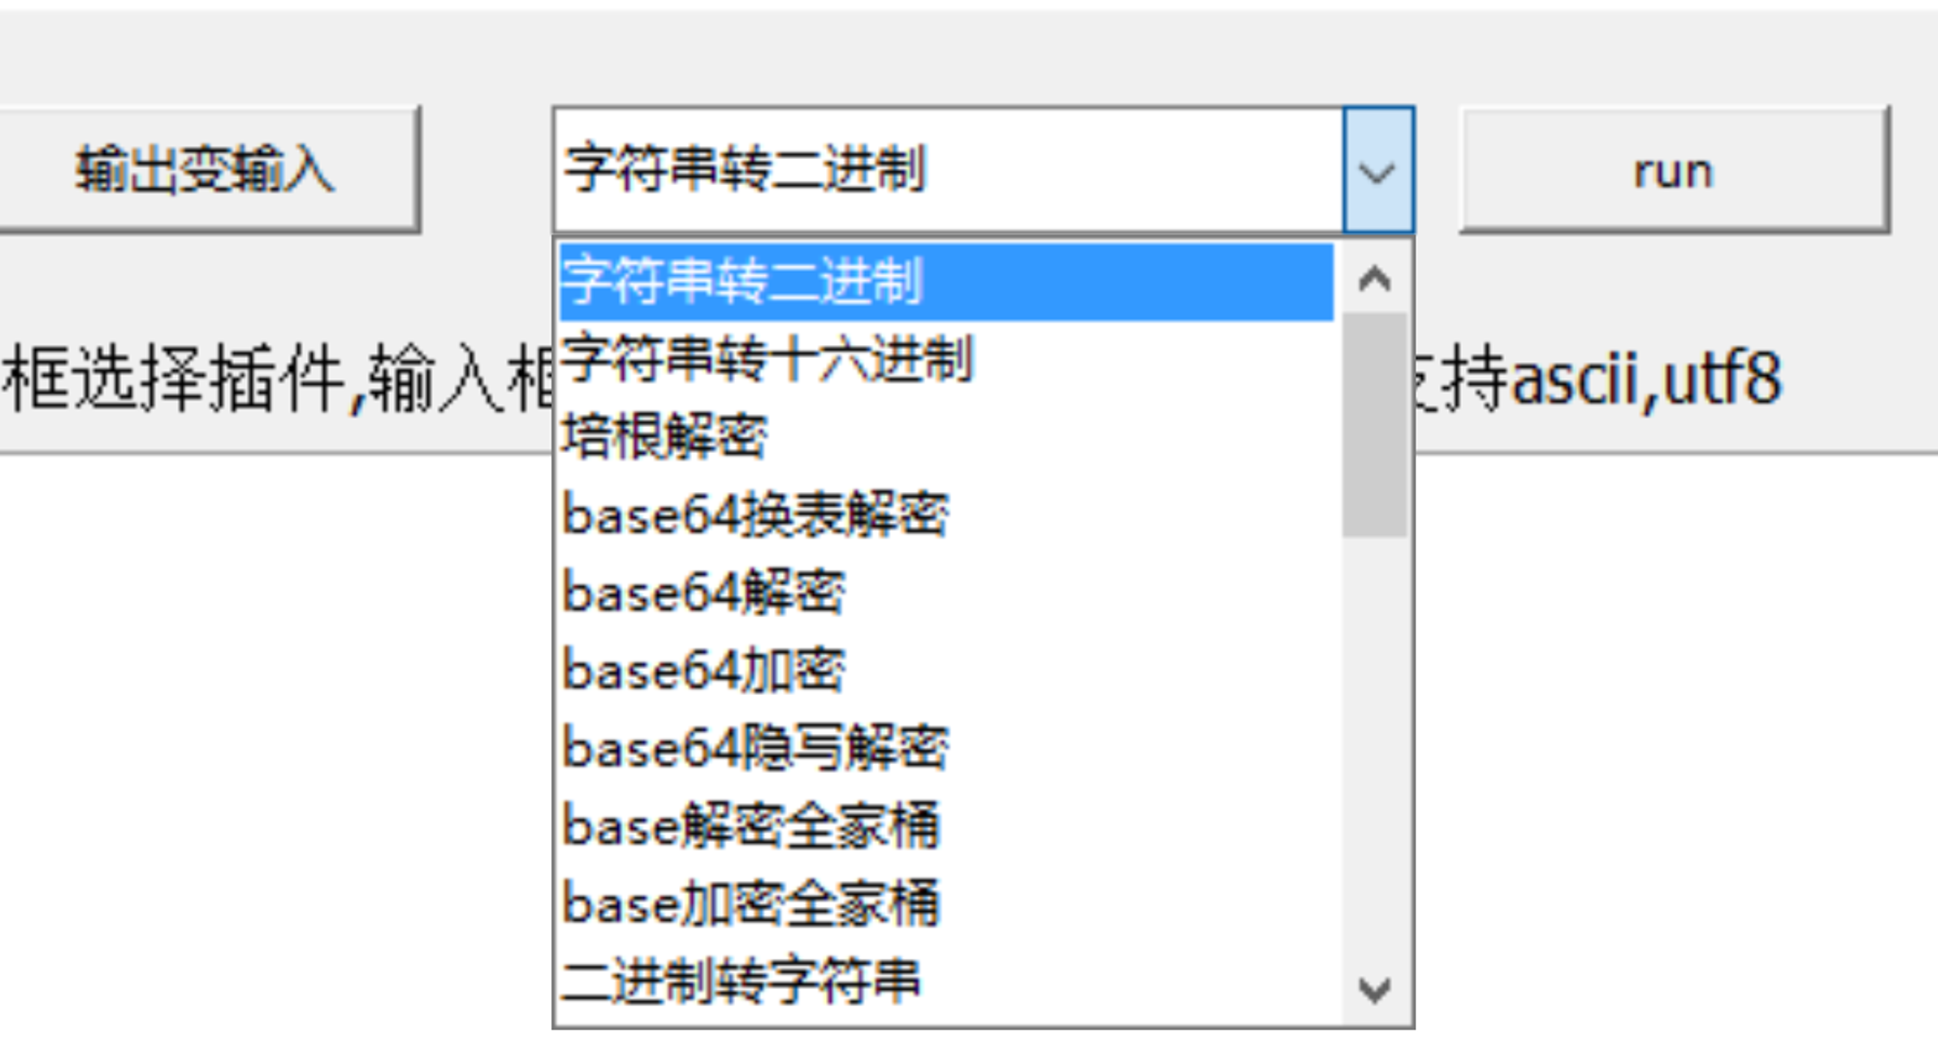 输出变输入
字符串转二进制
run
字符串转二进制
字符串转十六进制
框选择插件,输入
持ascii,utf8
培根解密
base64换表解密
base64解密
base64加密
base64隐写解密
base解密全家桶
base加密全家桶
二进制转字符串